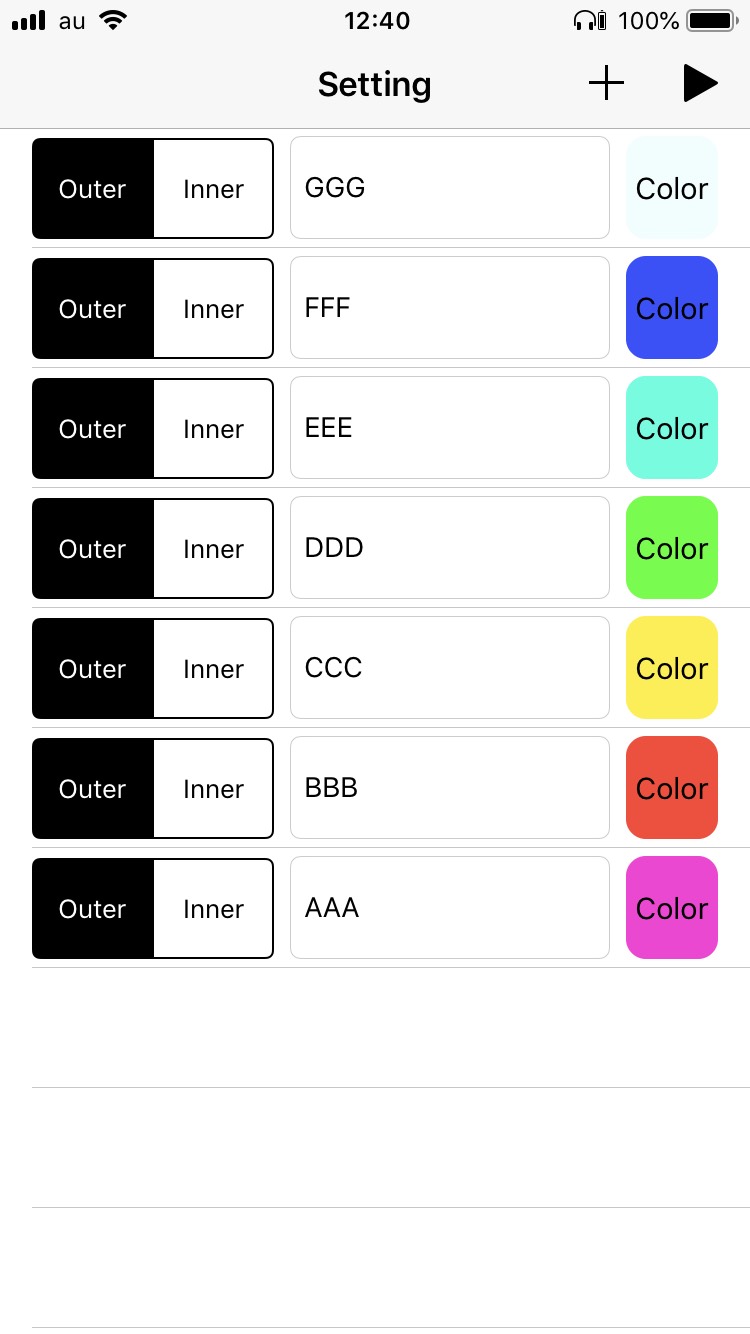 au 12:40 100%
Setting
Outer Inner GGG Color
Outer Inner FFF Color
Outer Inner EEE Color
Outer Inner DDD Color
Outer Inner CCC Color
Outer Inner BBB Color
Outer Inner AAA Color